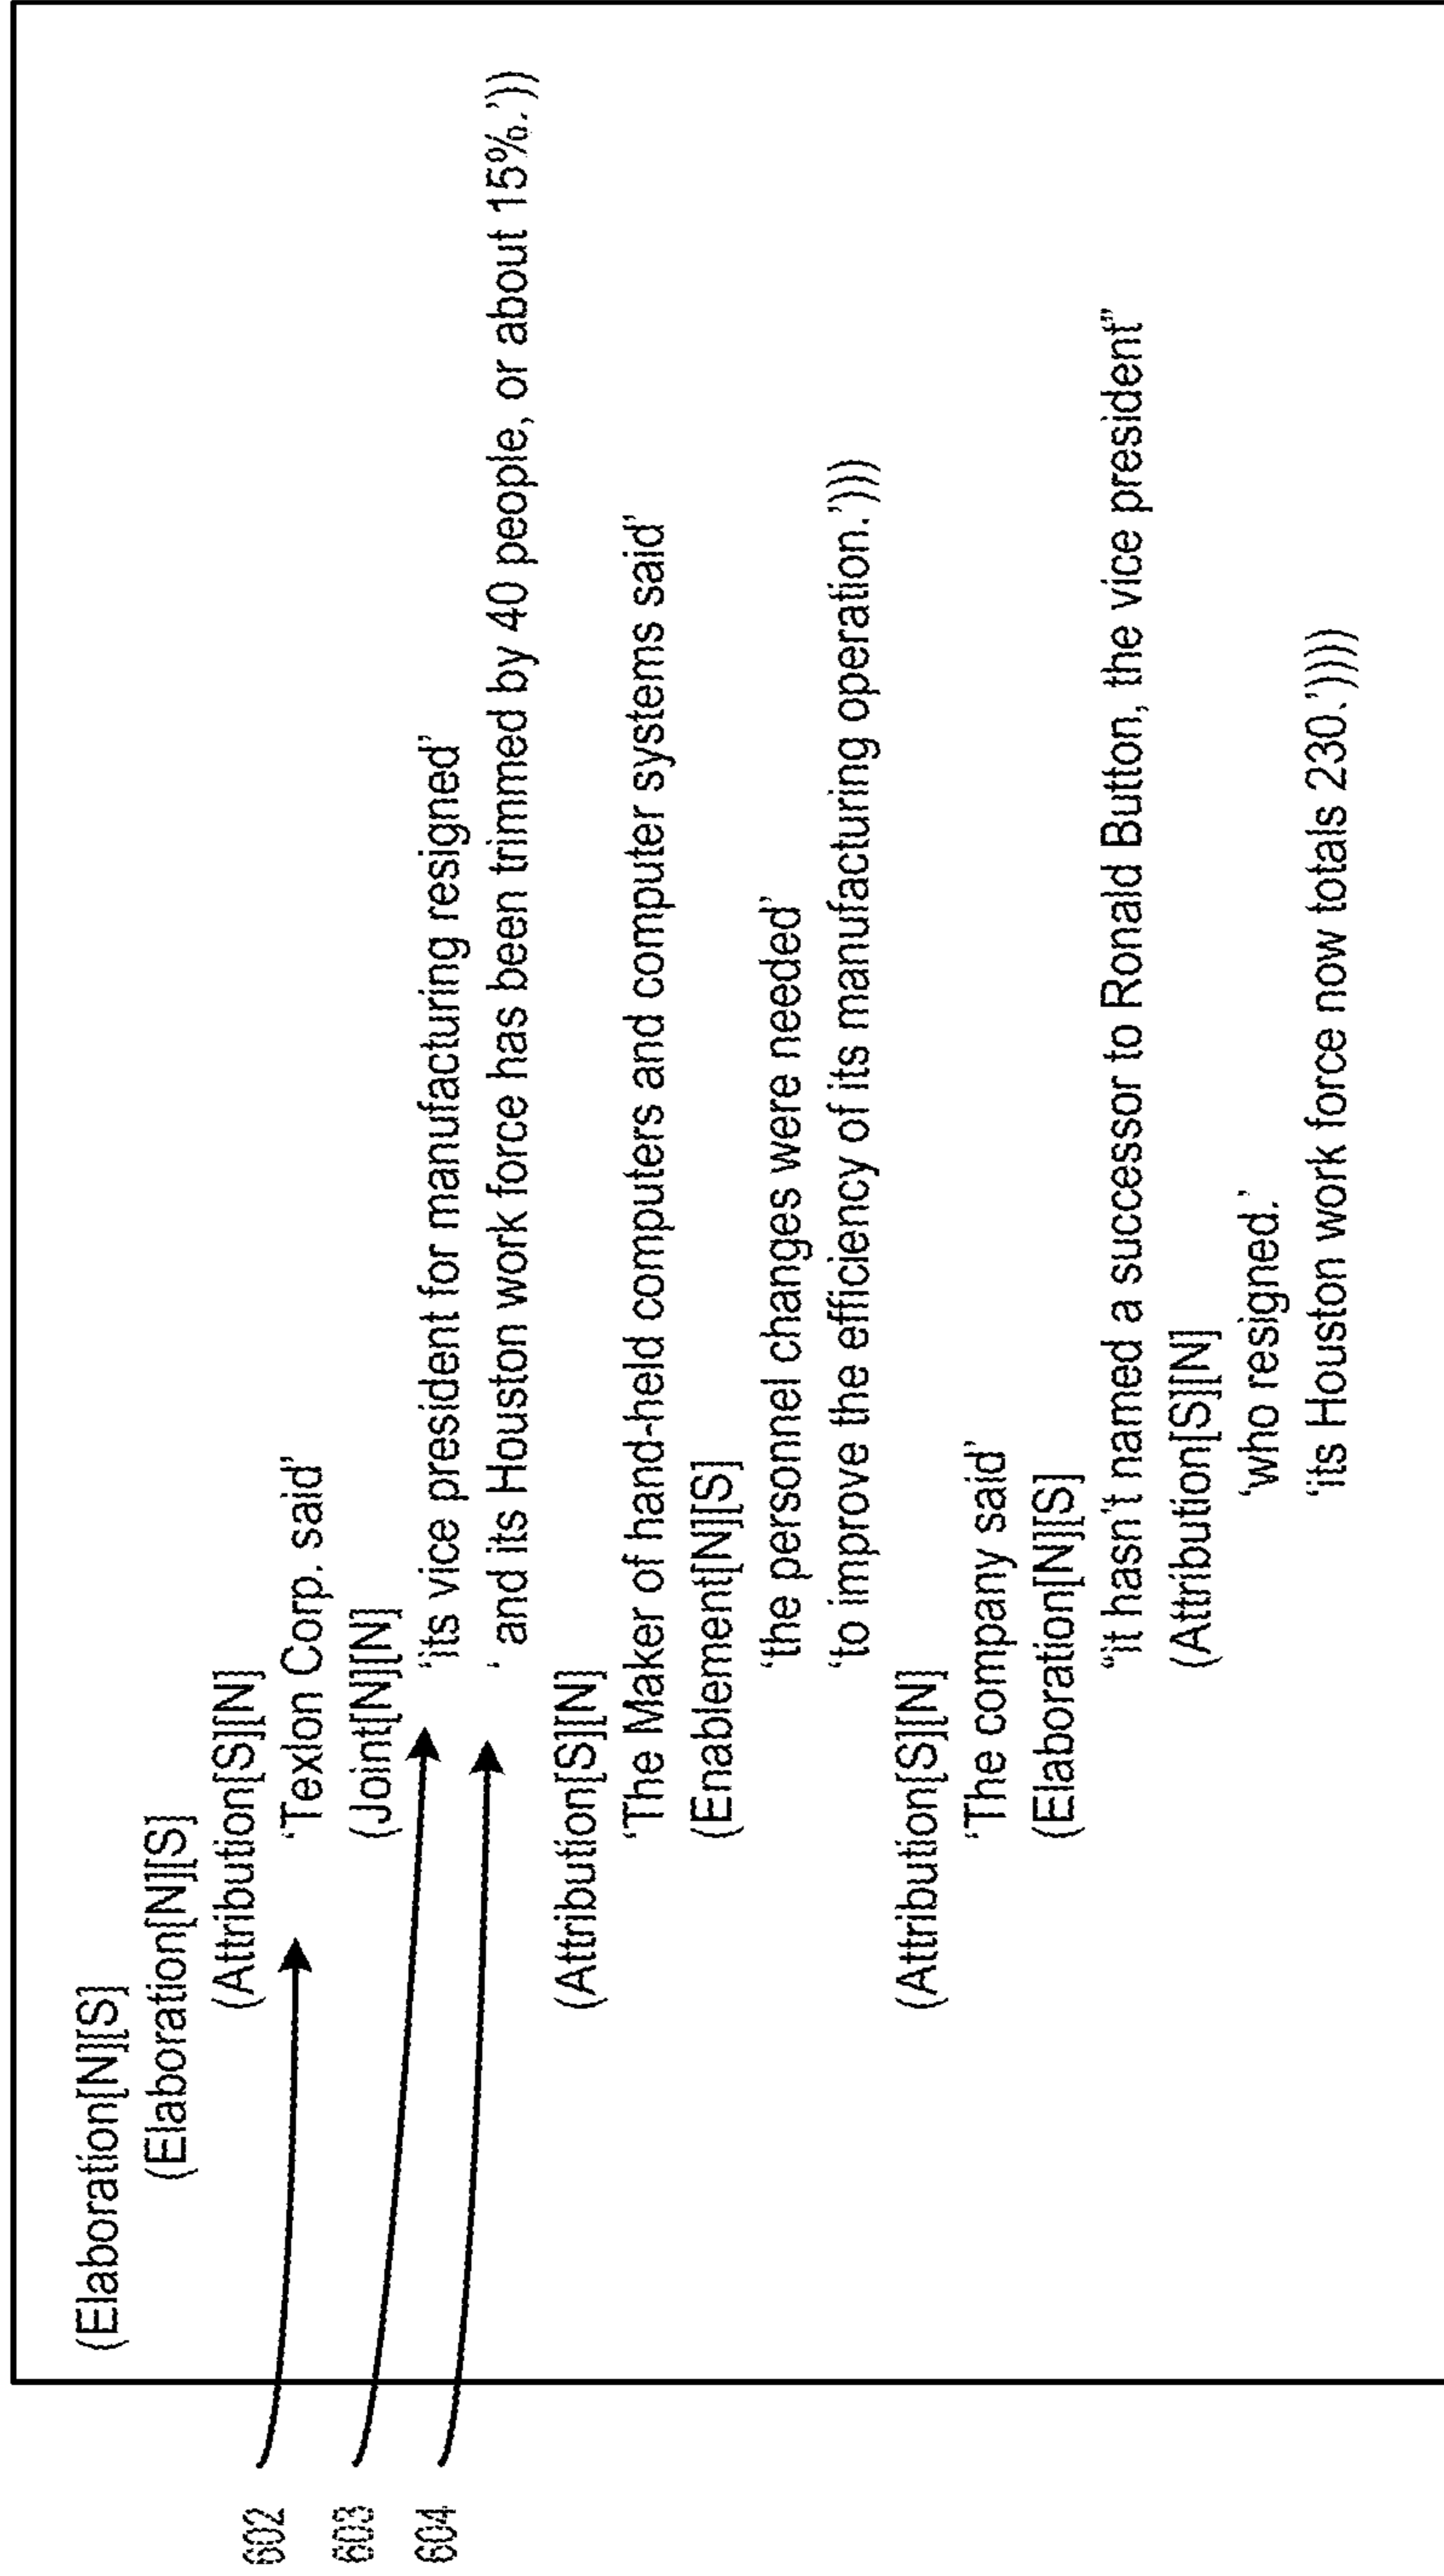 (Elaboration[N][S]
(Elaboration[N][S]
(Attribution[S][N]
602
‘Texlon Corp. said’
(Joint[N][N]
603
‘its vice president for manufacturing resigned’
604
‘ and its Houston work force has been trimmed by 40 people, or about 15%.’))
(Attribution[S][N]
‘The Maker of hand-held computers and computer systems said’
(Enablement[N][S]
‘the personnel changes were needed’
‘to improve the efficiency of its manufacturing operation.’)))
(Attribution[S][N]
‘The company said’
(Elaboration[N][S]
“it hasn’t named a successor to Ronald Button, the vice president”
(Attribution[S][N]
‘who resigned.’
‘its Houston work force now totals 230.’))))